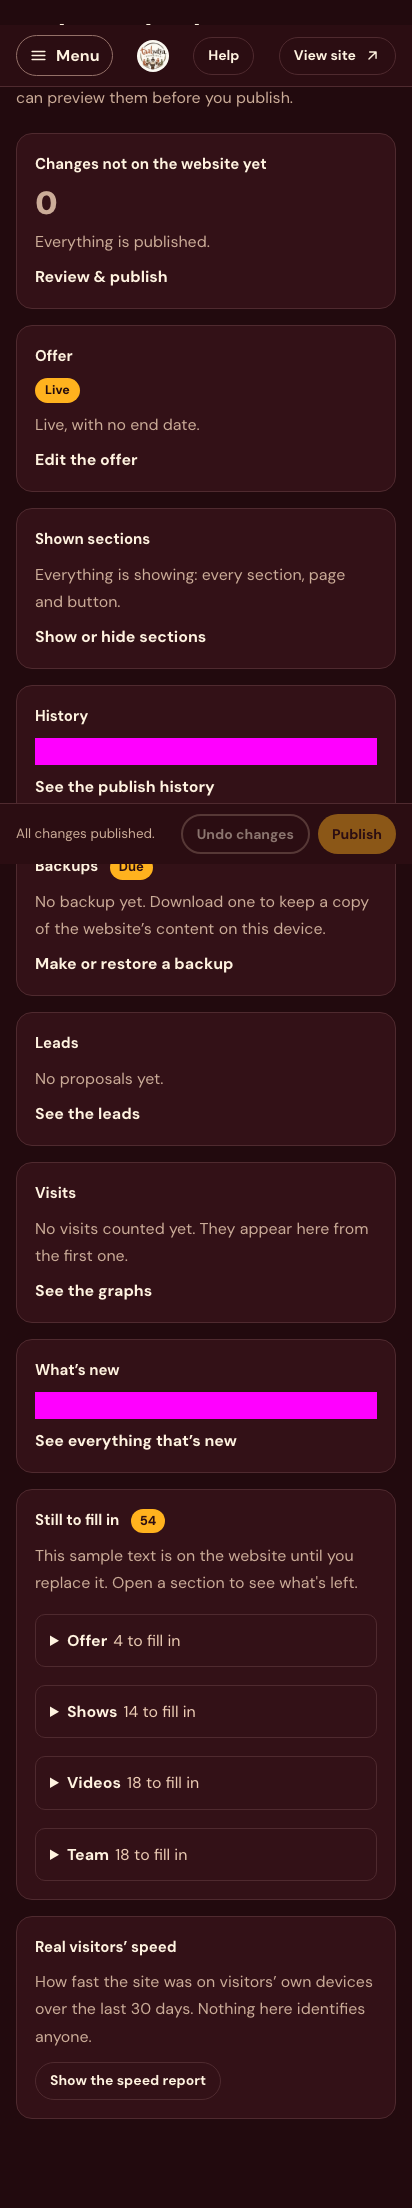 Menu
Help
View site
can preview them before you publish.
Changes not on the website yet
0
Everything is published.
Review & publish
Offer
Live
Live, with no end date.
Edit the offer
Shown sections
Everything is showing: every section, page
and button.
Show or hide sections
History
See the publish history
All changes published.
Undo changes
Publish
Backups
Due
No backup yet. Download one to keep a copy
of the website’s content on this device.
Make or restore a backup
Leads
No proposals yet.
See the leads
Visits
No visits counted yet. They appear here from
the first one.
See the graphs
What’s new
See everything that’s new
Still to fill in 54
This sample text is on the website until you
replace it. Open a section to see what's left.
Offer 4 to fill in
Shows 14 to fill in
Videos 18 to fill in
Team 18 to fill in
Real visitors’ speed
How fast the site was on visitors’ own devices
over the last 30 days. Nothing here identifies
anyone.
Show the speed report